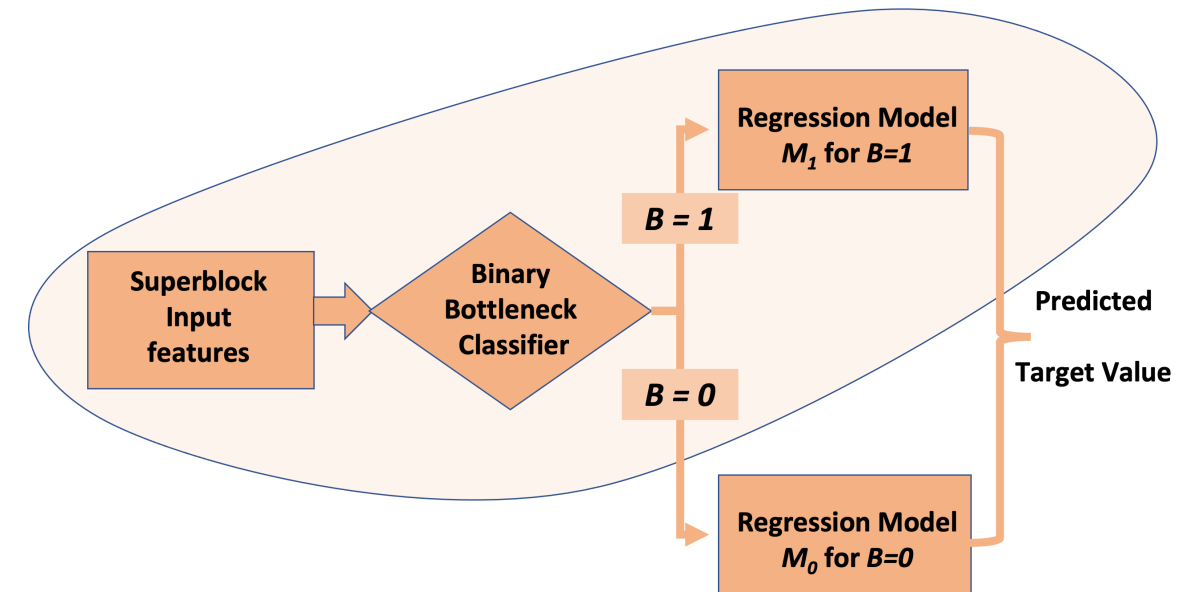 Superblock
Input
features
Binary
Bottleneck
Classifier
B = 1
B = 0
Regression Model
M₁ for B=1
Regression Model
M₀ for B=0
Predicted
Target Value